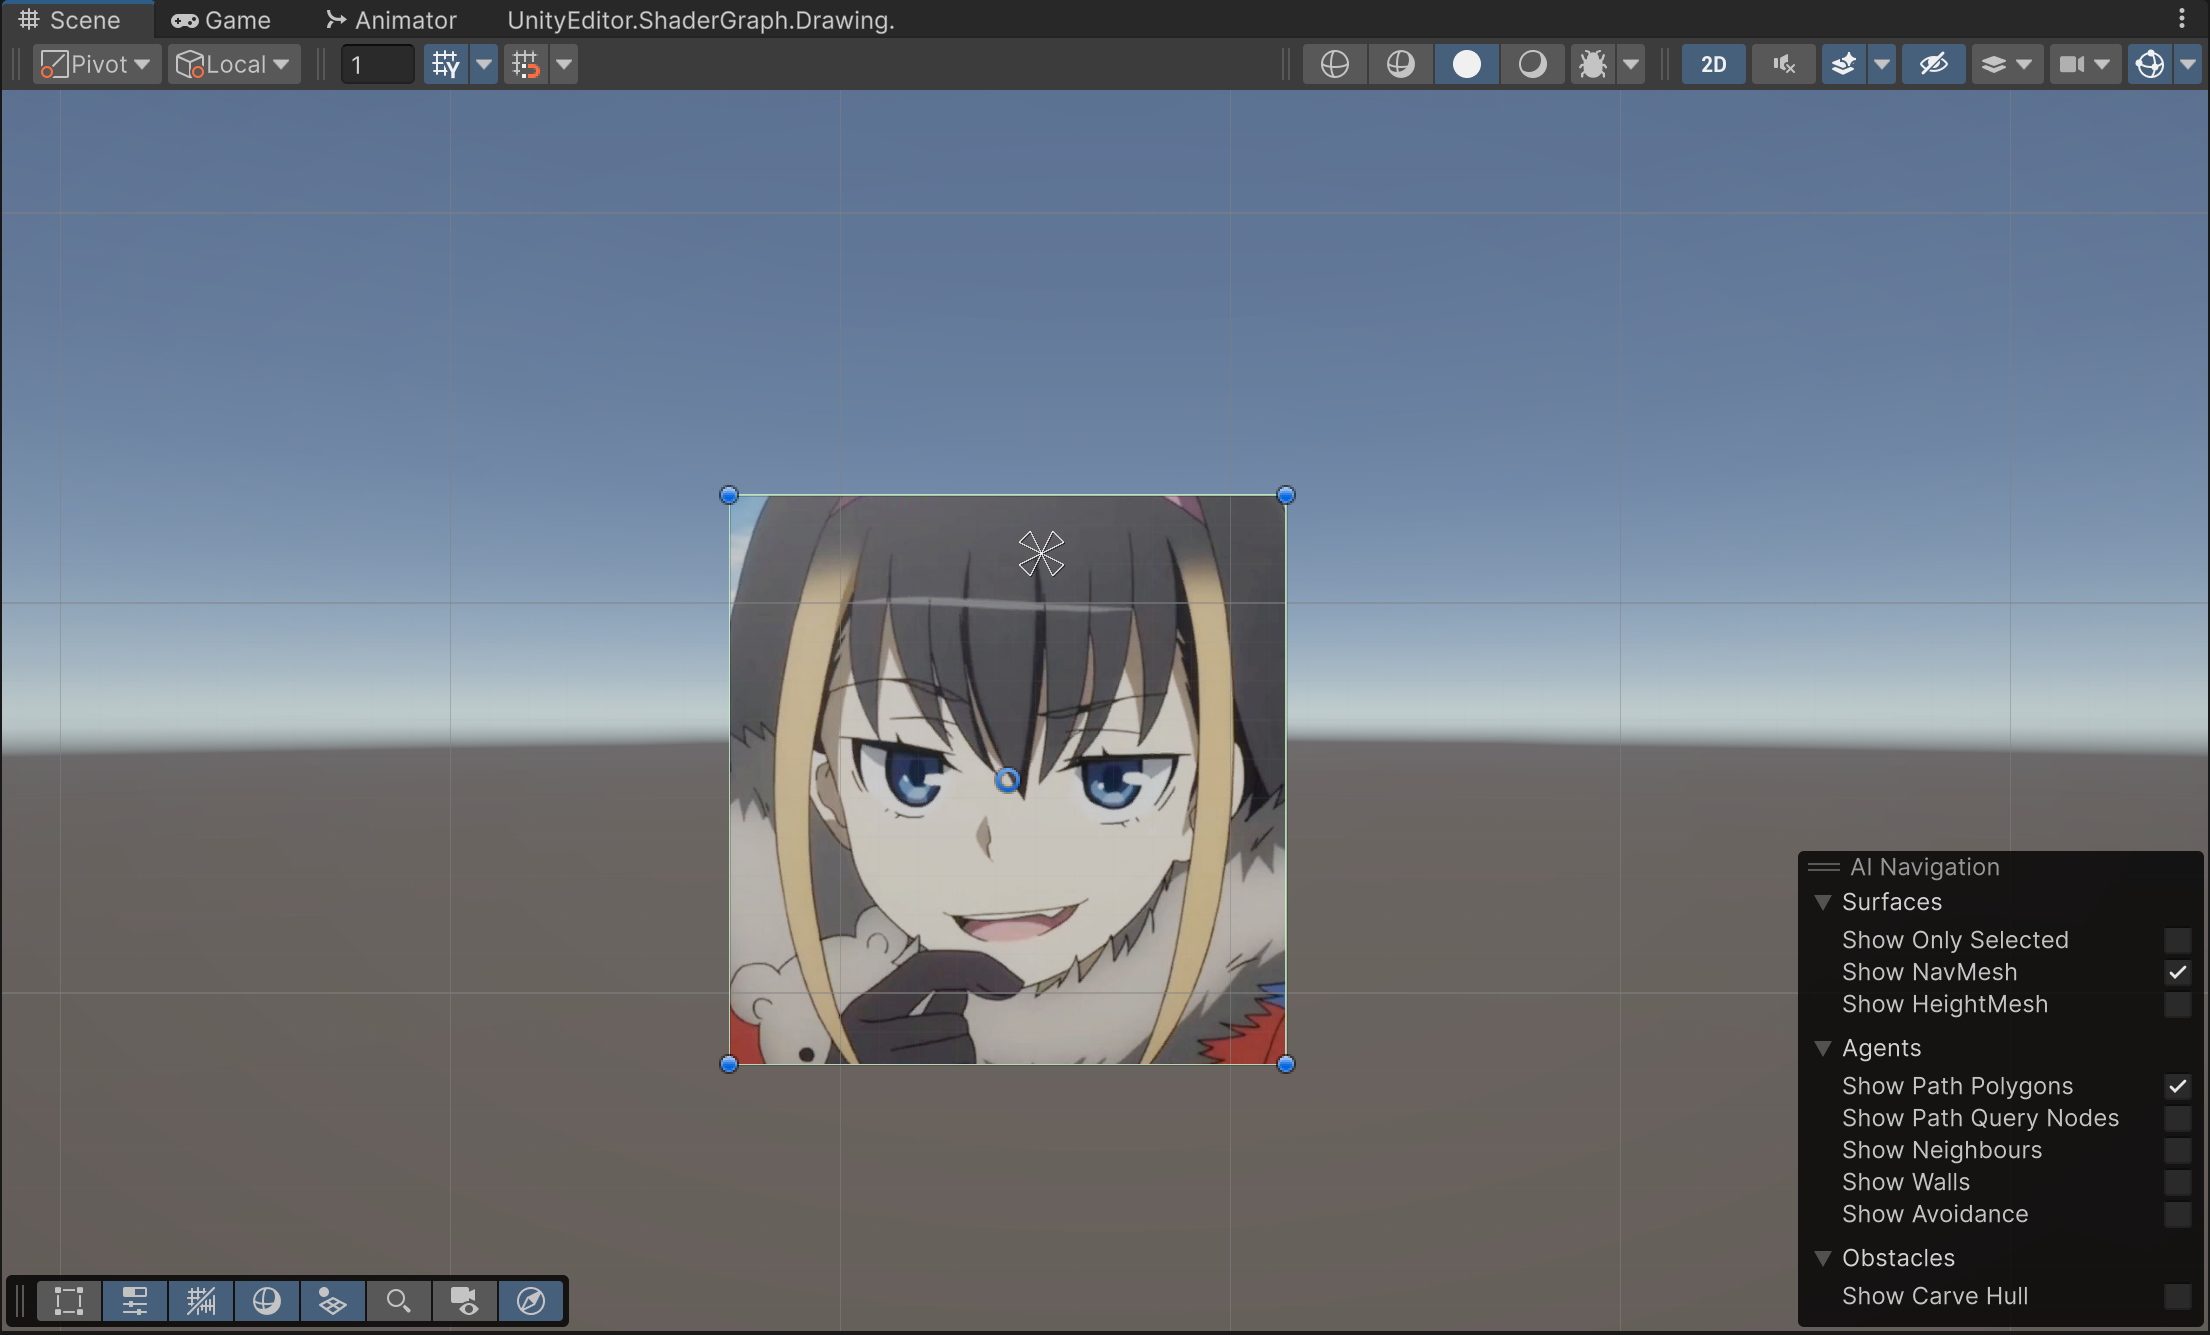 Scene Game Animator UnityEditor.ShaderGraph.Drawing.
Pivot Local 1 2D
AI Navigation
Surfaces
Show Only Selected
Show NavMesh
Show HeightMesh
Agents
Show Path Polygons
Show Path Query Nodes
Show Neighbours
Show Walls
Show Avoidance
Obstacles
Show Carve Hull